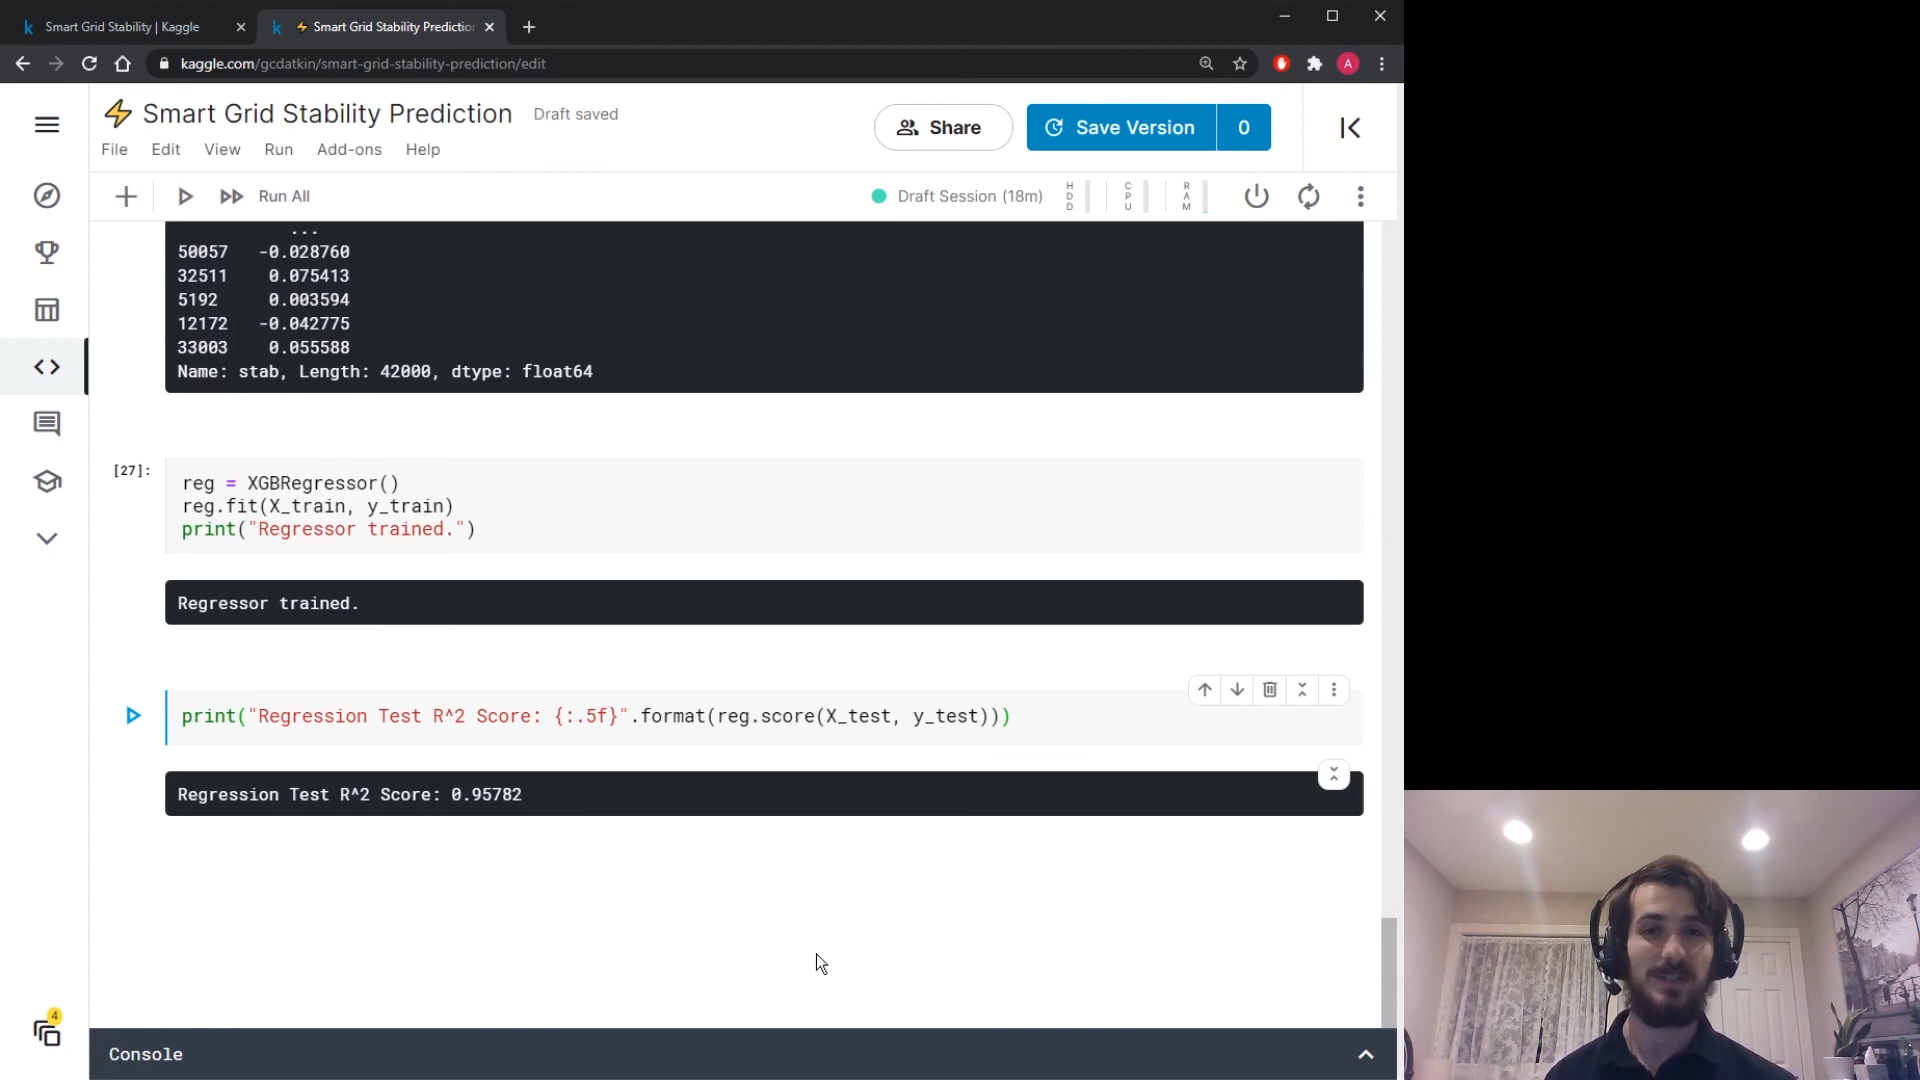 Smart Grid Stability | Kaggle
⚡ Smart Grid Stability Predictio
kaggle.com/gcdatkin/smart-grid-stability-prediction/edit
A
⚡ Smart Grid Stability Prediction
Draft saved
Share
Save Version
0
File Edit View Run Add-ons Help
Run All
Draft Session (18m)
HDD
CPU
RAM
...
50057 -0.028760
32511 0.075413
5192 0.003594
12172 -0.042775
33003 0.055588
Name: stab, Length: 42000, dtype: float64
[27]:
reg = XGBRegressor()
reg.fit(X_train, y_train)
print("Regressor trained.")
Regressor trained.
print("Regression Test R^2 Score: {:.5f}".format(reg.score(X_test, y_test)))
Regression Test R^2 Score: 0.95782
4
Console